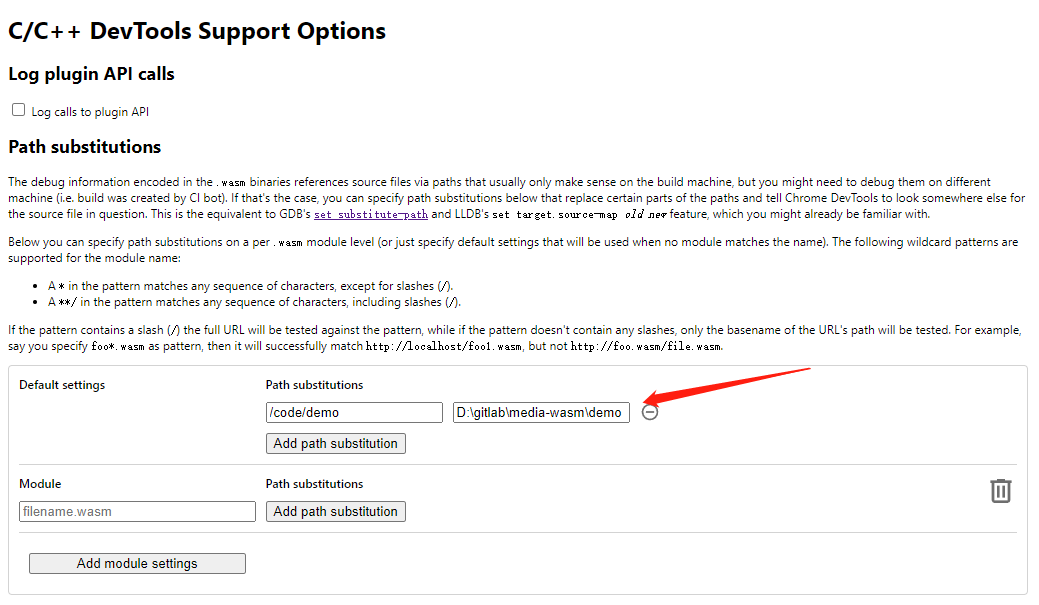 C/C++ DevTools Support Options
Log plugin API calls
Log calls to plugin API
Path substitutions
The debug information encoded in the .wasm binaries references source files via paths that usually only make sense on the build machine, but you might need to debug them on different
machine (i.e. build was created by CI bot). If that's the case, you can specify path substitutions below that replace certain parts of the paths and tell Chrome DevTools to look somewhere else for
the source file in question. This is the equivalent to GDB's set substitute-path and LLDB's set target.source-map old new feature, which you might already be familiar with.
Below you can specify path substitutions on a per .wasm module level (or just specify default settings that will be used when no module matches the name). The following wildcard patterns are
supported for the module name:
• A * in the pattern matches any sequence of characters, except for slashes (/).
• A **/ in the pattern matches any sequence of characters, including slashes (/).
If the pattern contains a slash (/) the full URL will be tested against the pattern, while if the pattern doesn't contain any slashes, only the basename of the URL's path will be tested. For example,
say you specify foo*.wasm as pattern, then it will successfully match http://localhost/foo1.wasm, but not http://foo.wasm/file.wasm.
Default settings
Path substitutions
/code/demo
D:\gitlab\media-wasm\demo
Add path substitution
Module
Path substitutions
filename.wasm
Add path substitution
Add module settings